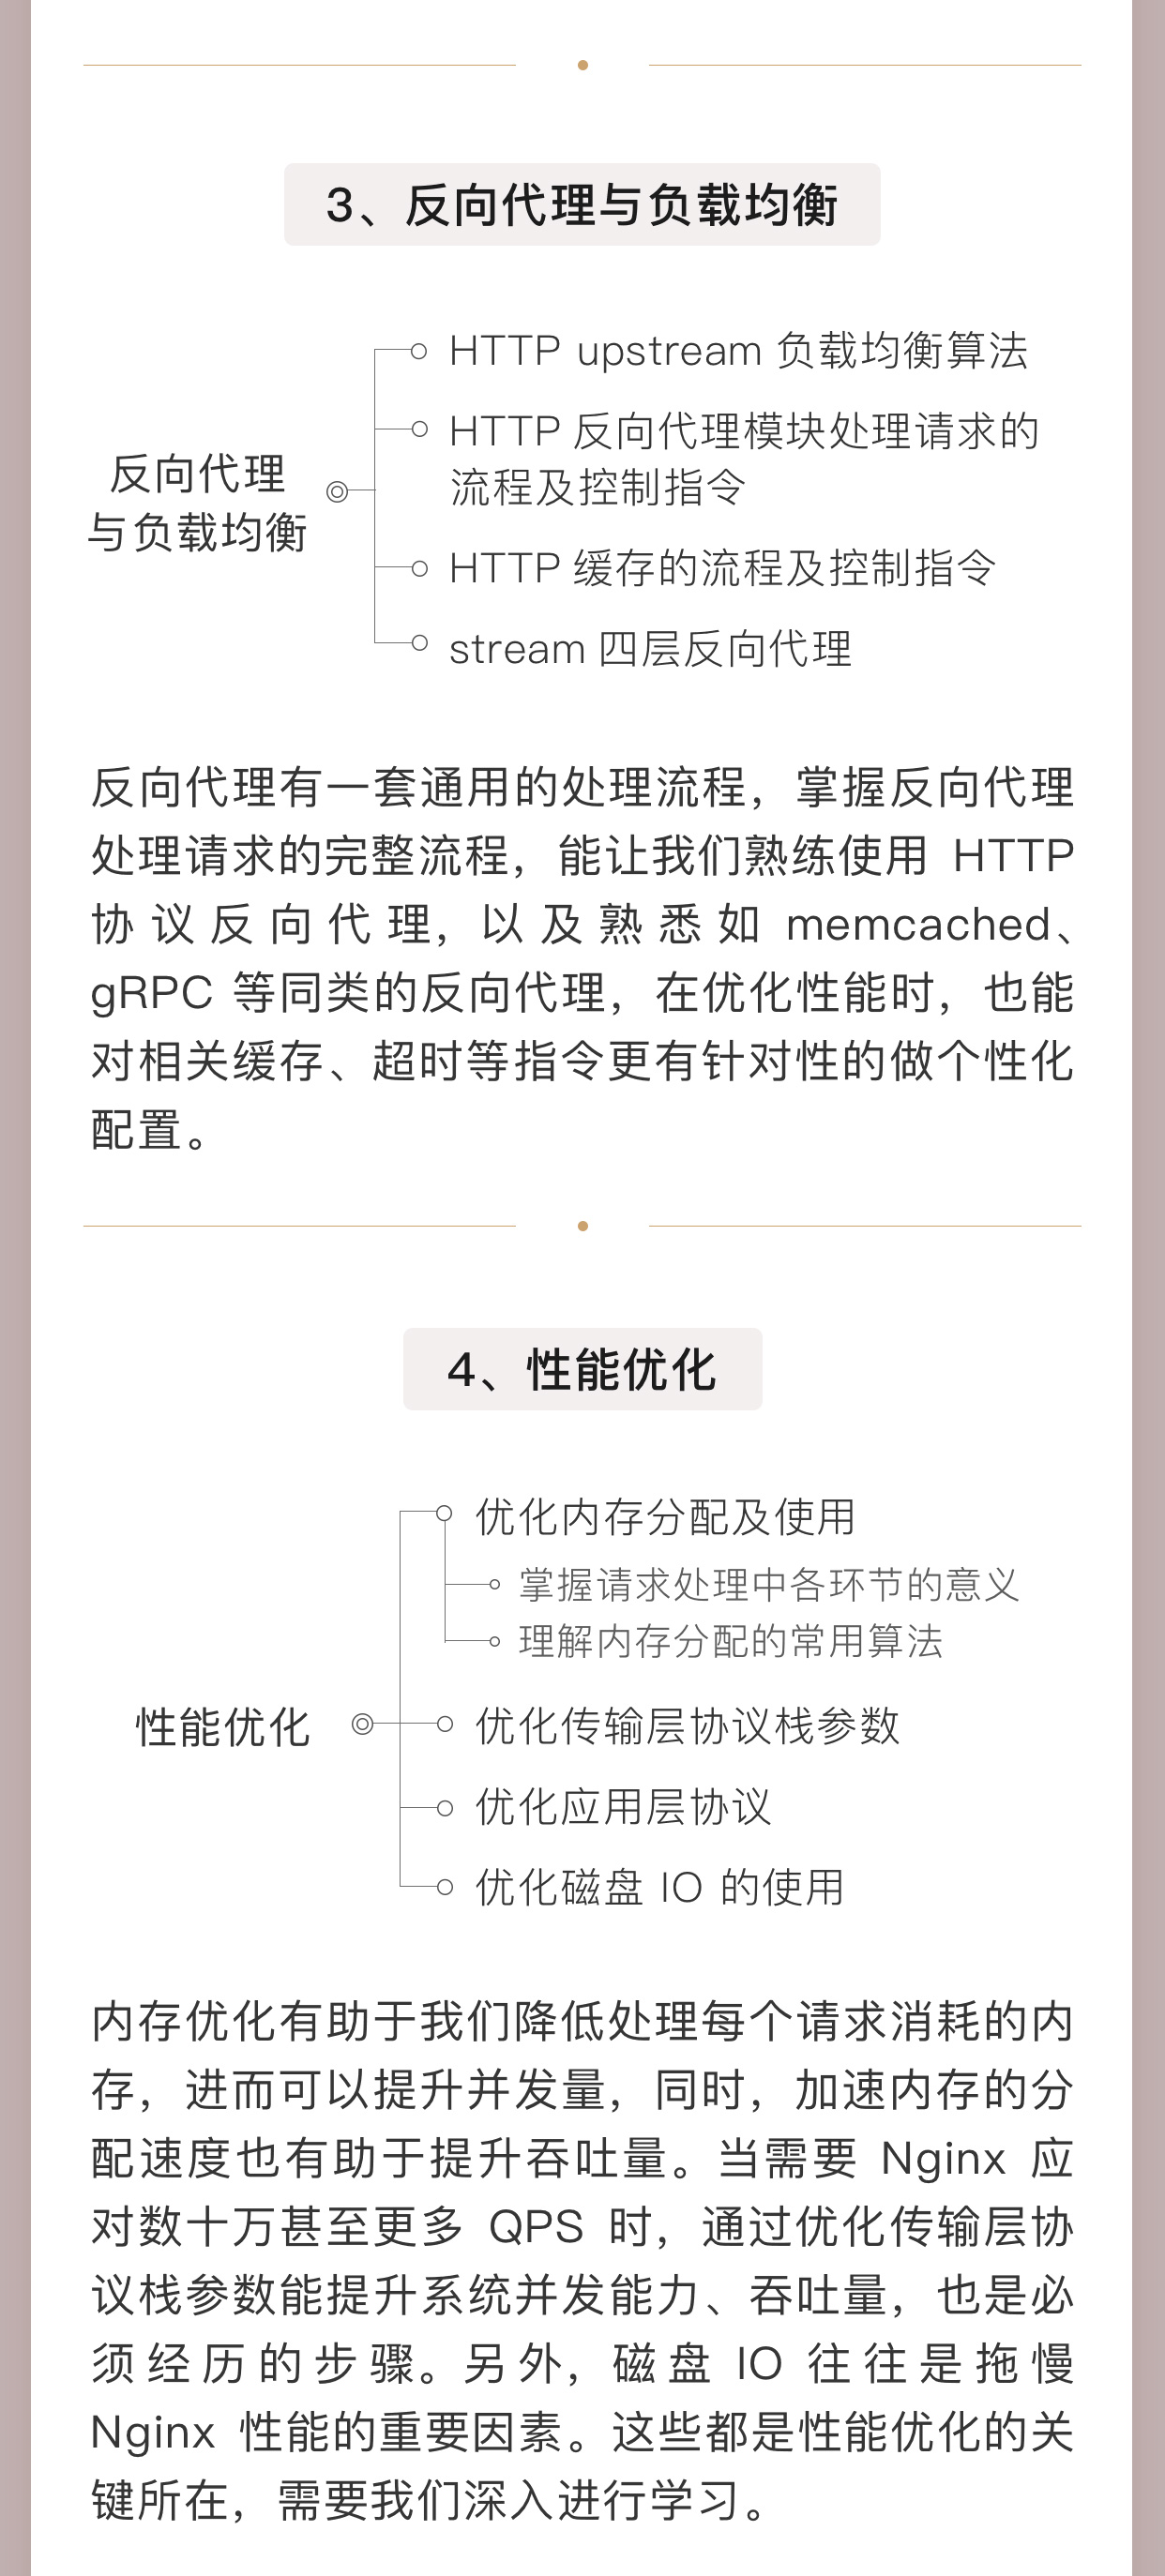 3、反向代理与负载均衡
HTTP upstream 负载均衡算法
HTTP 反向代理模块处理请求的
流程及控制指令
反向代理
与负载均衡
HTTP 缓存的流程及控制指令
stream 四层反向代理
反向代理有一套通用的处理流程，掌握反向代理
处理请求的完整流程，能让我们熟练使用 HTTP
协议反向代理，以及熟悉如 memcached、
gRPC 等同类的反向代理，在优化性能时，也能
对相关缓存、超时等指令更有针对性的做个性化
配置。
4、性能优化
优化内存分配及使用
掌握请求处理中各环节的意义
理解内存分配的常用算法
性能优化
优化传输层协议栈参数
优化应用层协议
优化磁盘 IO 的使用
内存优化有助于我们降低处理每个请求消耗的内
存，进而可以提升并发量，同时，加速内存的分
配速度也有助于提升吞吐量。当需要 Nginx 应
对数十万甚至更多 QPS 时，通过优化传输层协
议栈参数能提升系统并发能力、吞吐量，也是必
须经历的步骤。另外，磁盘 IO 往往是拖慢
Nginx 性能的重要因素。这些都是性能优化的关
键所在，需要我们深入进行学习。